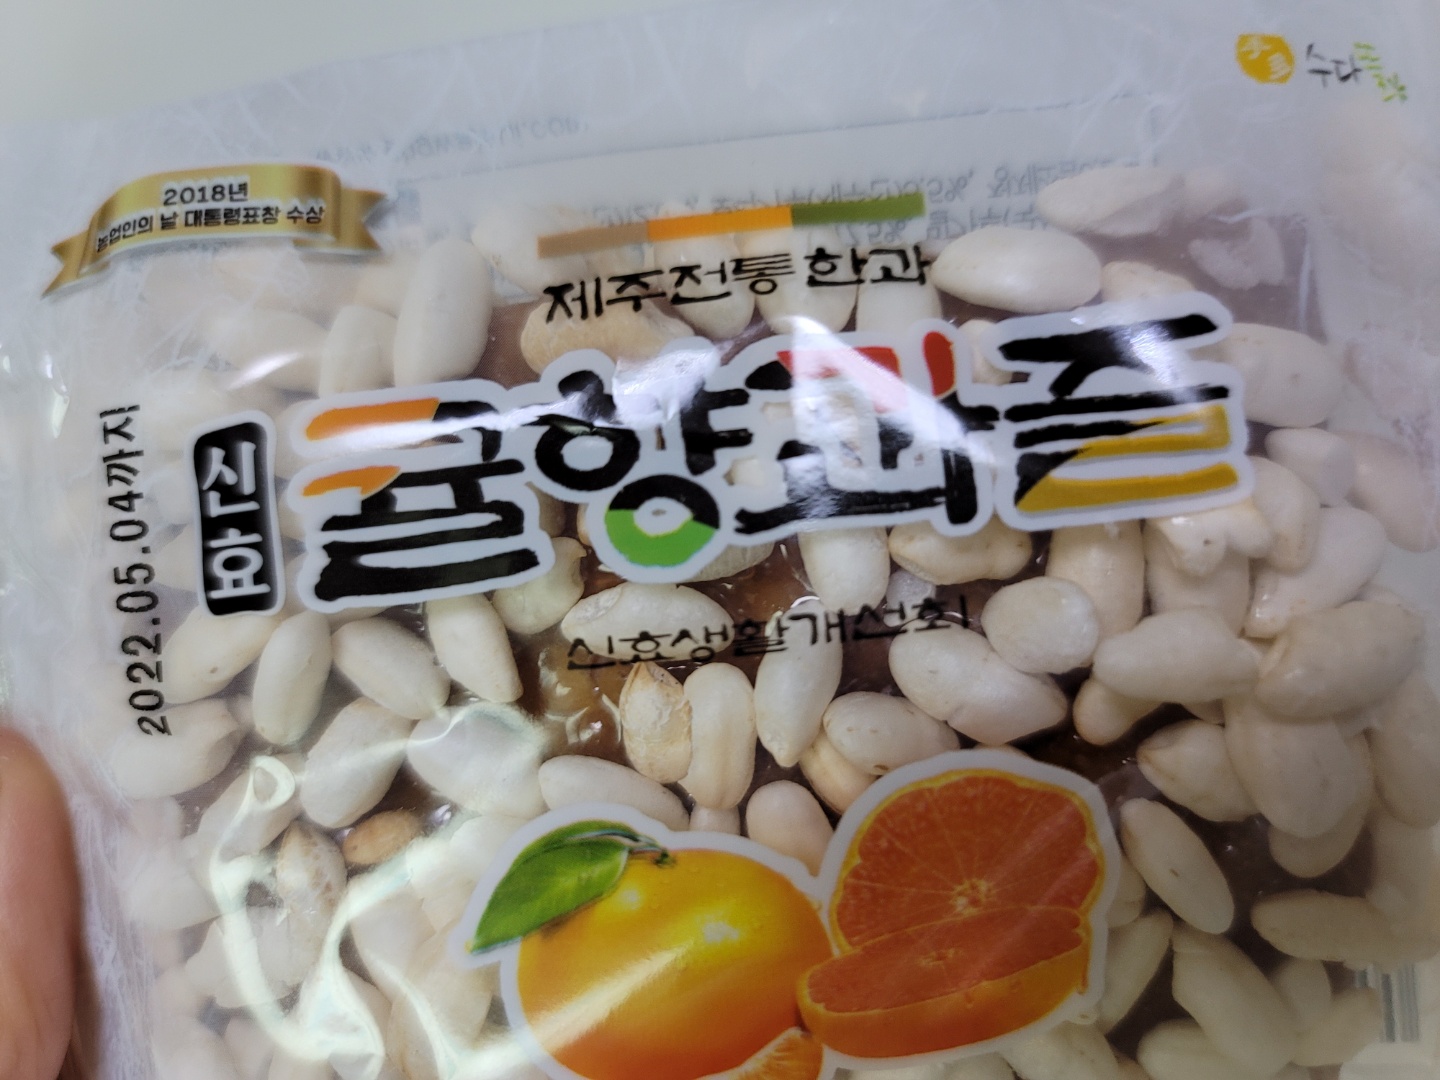 수다
2018년
농업인의 날 대통령표창 수상
제주전통한과
신효
귤향과즐
신효생활개선회
2022.05.04까지